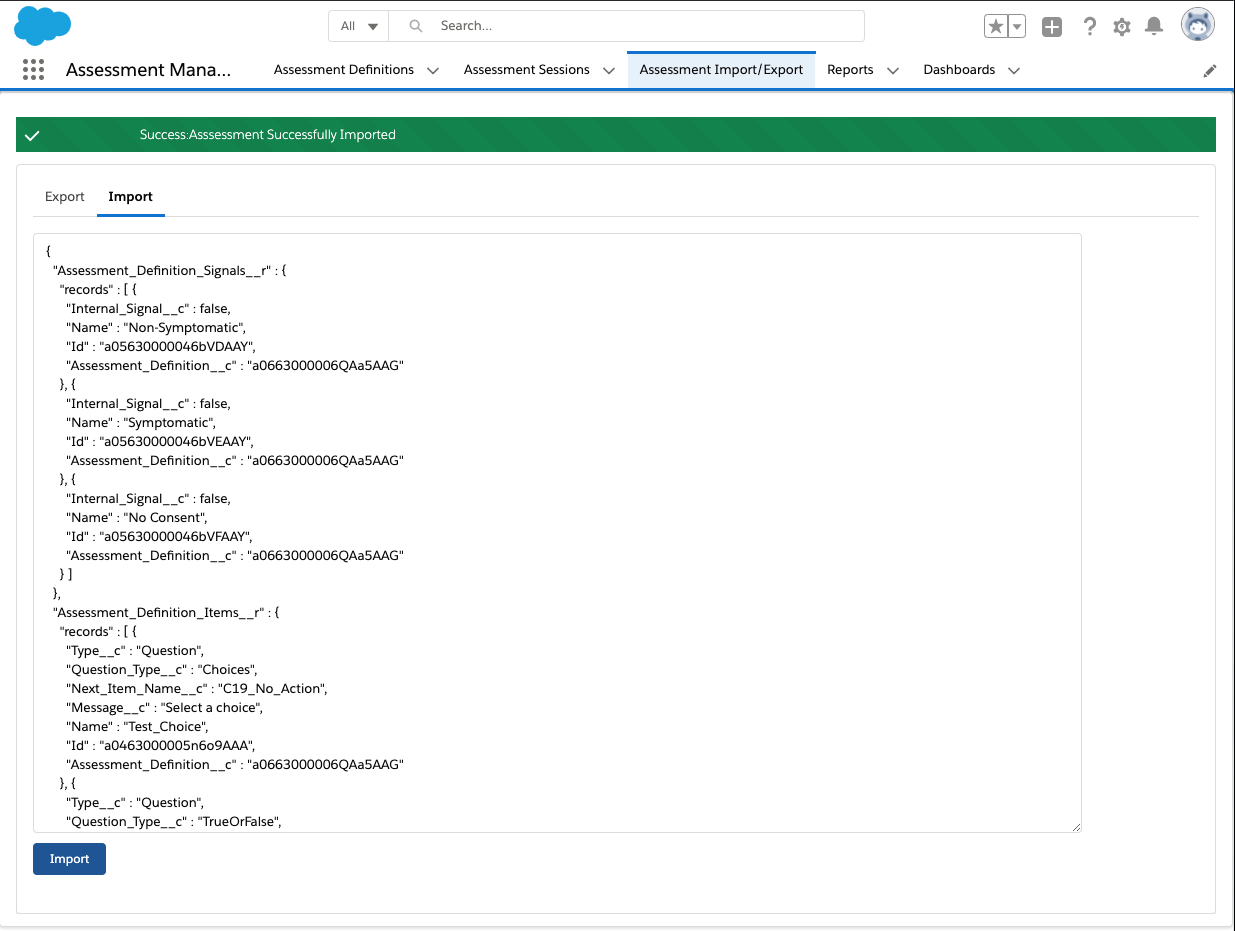 All
Search...
Assessment Mana...
Assessment Definitions
Assessment Sessions
Assessment Import/Export
Reports
Dashboards
Success:Asssessment Successfully Imported
Export
Import
{
"Assessment_Definition_Signals__r" : {
"records" : [ {
"Internal_Signal__c" : false,
"Name" : "Non-Symptomatic",
"Id" : "a05630000046bVDAAY",
"Assessment_Definition__c" : "a0663000006QAa5AAG"
}, {
"Internal_Signal__c" : false,
"Name" : "Symptomatic",
"Id" : "a05630000046bVEAAY",
"Assessment_Definition__c" : "a0663000006QAa5AAG"
}, {
"Internal_Signal__c" : false,
"Name" : "No Consent",
"Id" : "a05630000046bVFAAY",
"Assessment_Definition__c" : "a0663000006QAa5AAG"
} ]
},
"Assessment_Definition_Items__r" : {
"records" : [ {
"Type__c" : "Question",
"Question_Type__c" : "Choices",
"Next_Item_Name__c" : "C19_No_Action",
"Message__c" : "Select a choice",
"Name" : "Test_Choice",
"Id" : "a0463000005n6o9AAA",
"Assessment_Definition__c" : "a0663000006QAa5AAG"
}, {
"Type__c" : "Question",
"Question_Type__c" : "TrueOrFalse",
Import